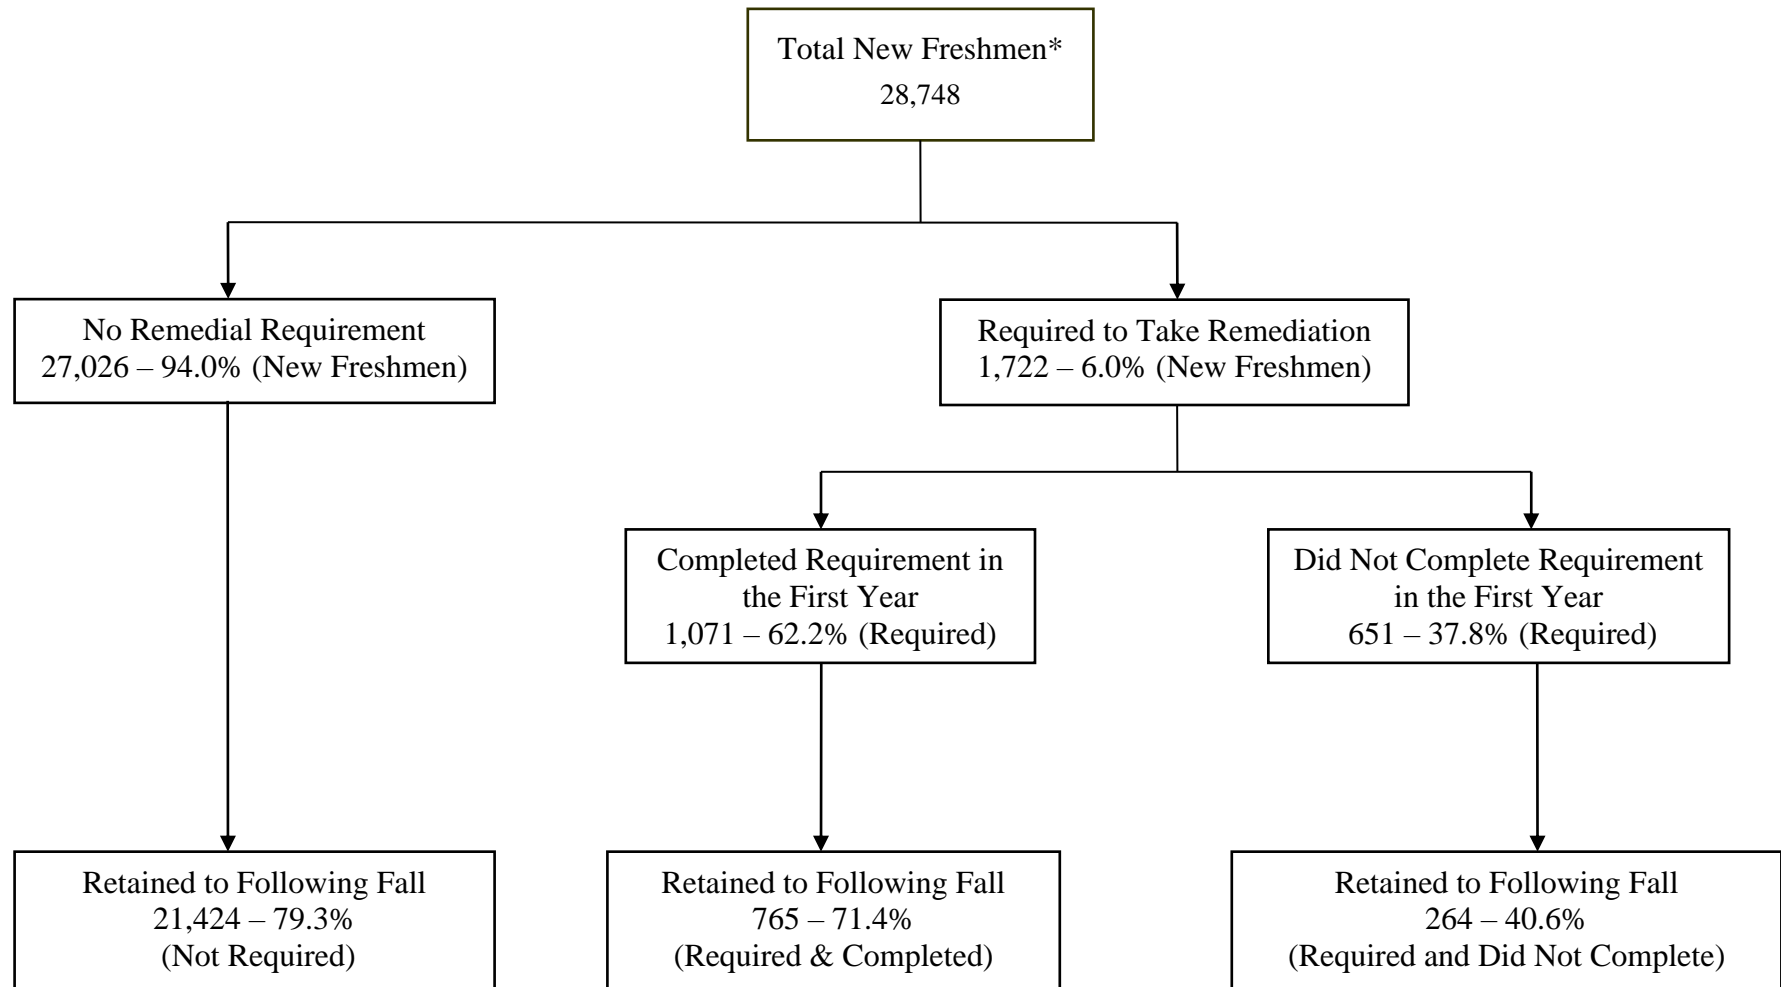 Total New Freshmen*
28,748
No Remedial Requirement
27,026 – 94.0% (New Freshmen)
Required to Take Remediation
1,722 – 6.0% (New Freshmen)
Completed Requirement in
the First Year
1,071 – 62.2% (Required)
Did Not Complete Requirement
in the First Year
651 – 37.8% (Required)
Retained to Following Fall
21,424 – 79.3%
(Not Required)
Retained to Following Fall
765 – 71.4%
(Required & Completed)
Retained to Following Fall
264 – 40.6%
(Required and Did Not Complete)